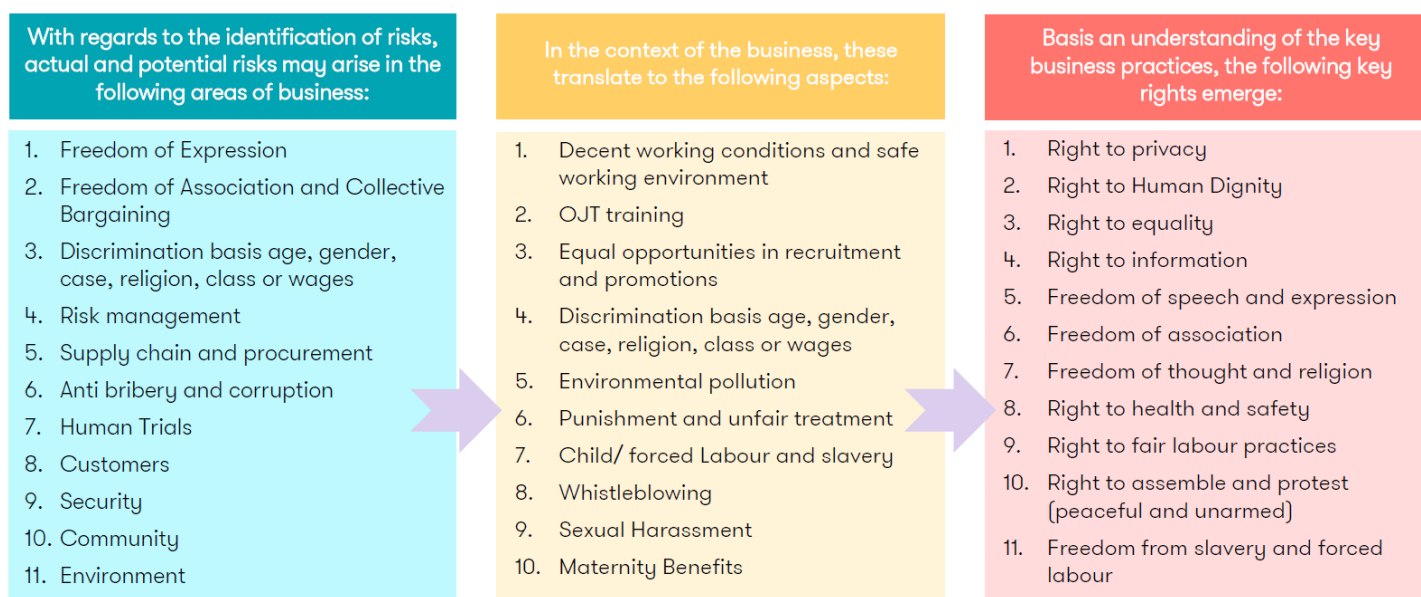 With regards to the identification of risks,
actual and potential risks may arise in the
following areas of business:
1. Freedom of Expression
2. Freedom of Association and Collective
Bargaining
3. Discrimination basis age, gender,
case, religion, class or wages
4. Risk management
5. Supply chain and procurement
6. Anti bribery and corruption
7. Human Trials
8. Customers
9. Security
10. Community
11. Environment
In the context of the business, these
translate to the following aspects:
1. Decent working conditions and safe
working environment
2. OJT training
3. Equal opportunities in recruitment
and promotions
4. Discrimination basis age, gender,
case, religion, class or wages
5. Environmental pollution
6. Punishment and unfair treatment
7. Child/ forced Labour and slavery
8. Whistleblowing
9. Sexual Harassment
10. Maternity Benefits
Basis an understanding of the key
business practices, the following key
rights emerge:
1. Right to privacy
2. Right to Human Dignity
3. Right to equality
4. Right to information
5. Freedom of speech and expression
6. Freedom of association
7. Freedom of thought and religion
8. Right to health and safety
9. Right to fair labour practices
10. Right to assemble and protest
(peaceful and unarmed)
11. Freedom from slavery and forced
labour